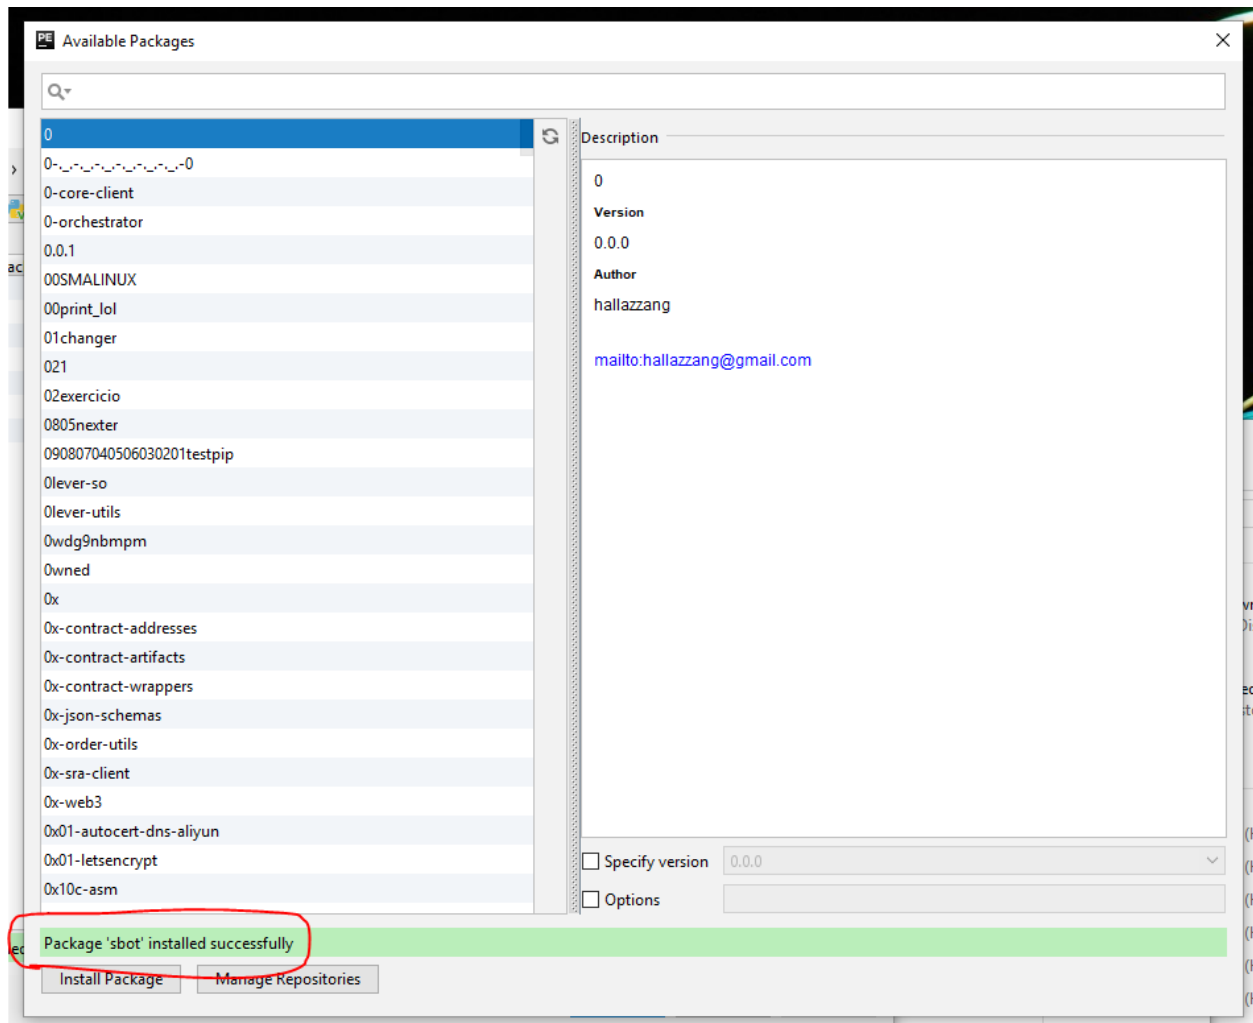 PE Available Packages
0
0-._.-._.-._.-._.-._.-._.-0
0-core-client
0-orchestrator
0.0.1
00SMALINUX
00print_lol
01changer
021
02exercicio
0805nexter
090807040506030201testpip
0lever-so
0lever-utils
0wdg9nbmpm
0wned
0x
0x-contract-addresses
0x-contract-artifacts
0x-contract-wrappers
0x-json-schemas
0x-order-utils
0x-sra-client
0x-web3
0x01-autocert-dns-aliyun
0x01-letsencrypt
0x10c-asm
Description
0
Version
0.0.0
Author
hallazzang
mailto:hallazzang@gmail.com
Specify version 0.0.0
Options
Package 'sbot' installed successfully
Install Package Manage Repositories